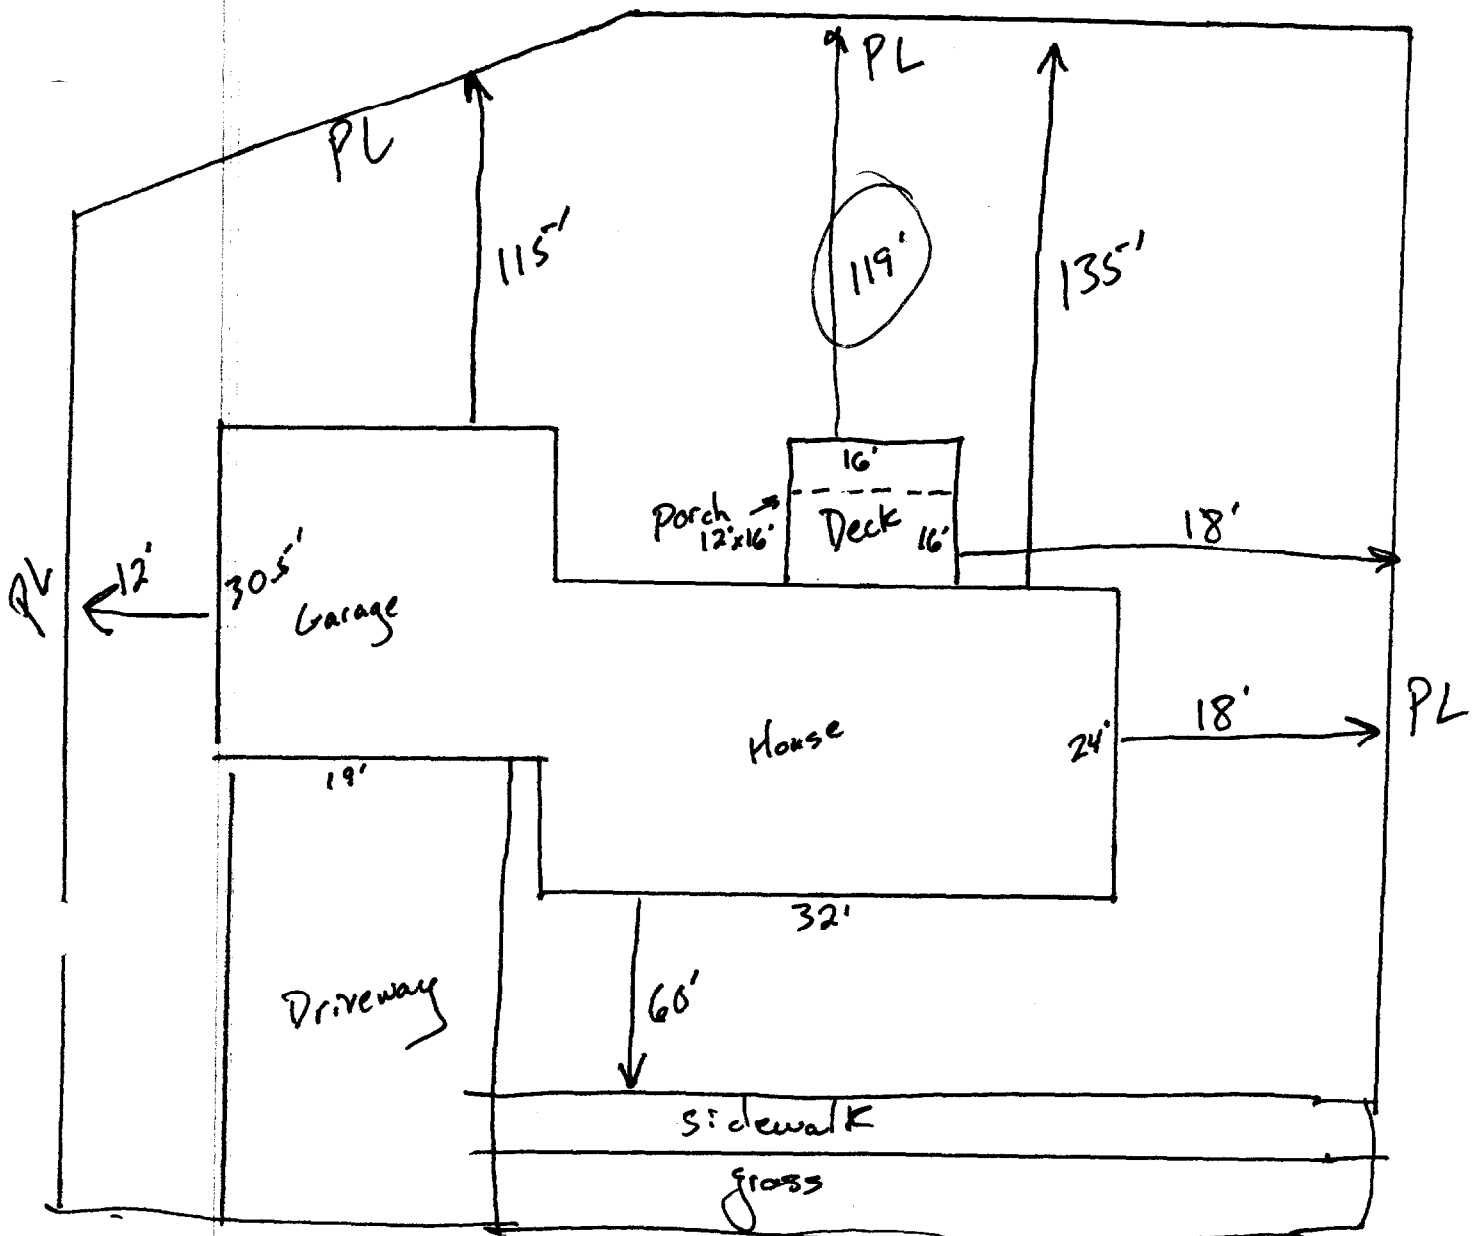 PL
PL
115'
119'
135'
16'
Porch
12'x16'
Deck
16'
18'
PL
12'
30.5'
Garage
House
24'
18'
PL
19'
32'
Driveway
60'
sidewalk
grass